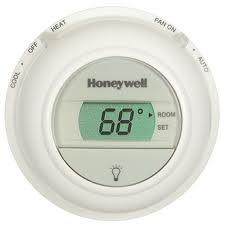 COOL OFF HEAT FAN ON AUTO
Honeywell
68° ROOM
SET